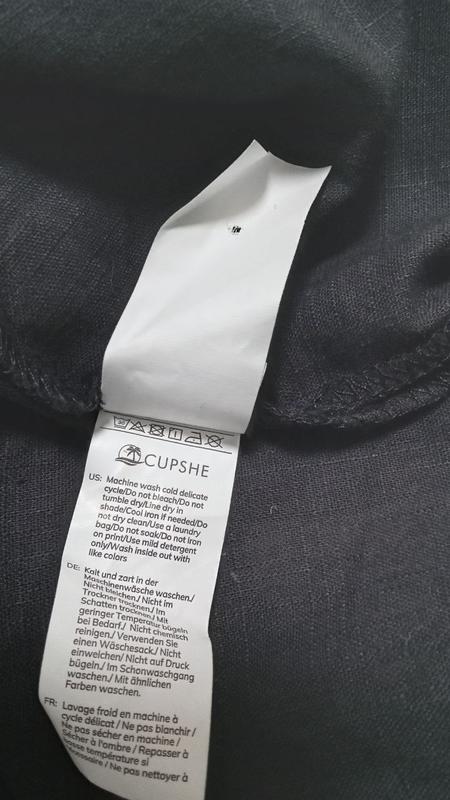 CUPSHE
US: Machine wash cold delicate
cycle/Do not bleach/Do not
tumble dry/Line dry in
shade/Cool iron if needed/Do
not dry clean/Use a laundry
bag/Do not soak/Do not iron
on print/Use mild detergent
only/Wash inside out with
like colors
DE: Kalt und zart in der
Maschinenwäsche waschen./
Nicht bleichen./ Nicht im
Trockner trocknen./ Im
Schatten trocknen./ Mit
geringer Temperatur bügeln
bei Bedarf./ Nicht chemisch
reinigen./ Verwenden Sie
einen Wäschesack./ Nicht
einweichen/ Nicht auf Druck
bügeln./ Im Schonwaschgang
waschen./ Mit ähnlichen
Farben waschen.
FR: Lavage froid en machine à
cycle délicat / Ne pas blanchir /
Ne pas sécher en machine /
Sécher à l'ombre / Repasser à
basse température si
nécessaire / Ne pas nettoyer à